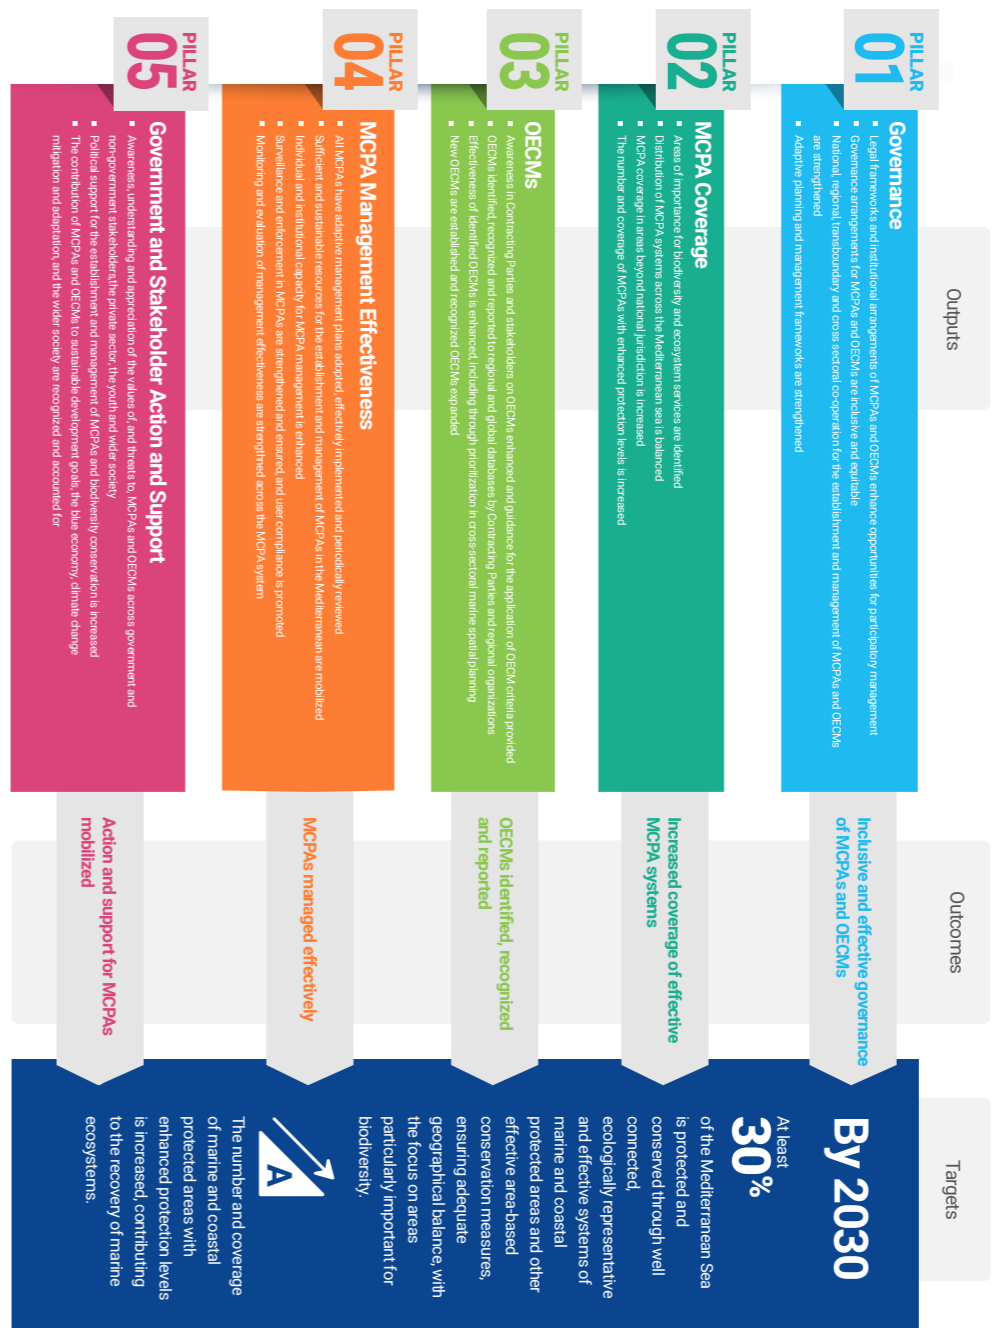 Outputs
Outcomes
Targets
PILLAR
01
Governance
▪ Legal frameworks and institutional arrangements of MCPAs and OECMs enhance opportunities for participatory management
▪ Governance arrangements for MCPAs and OECMs are inclusive and equitable
▪ National, regional, transboundary and cross sectoral co-operation for the establishment and management of MCPAs and OECMs
are strengthened
▪ Adaptive planning and management frameworks are strengthened
Inclusive and effective governance
of MCPAs and OECMs
PILLAR
02
MCPA Coverage
▪ Areas of importance for biodiversity and ecosystem services are identified
▪ Distribution of MCPA systems across the Mediterranean sea is balanced
▪ MCPA coverage in areas beyond national jurisdiction is increased
▪ The number and coverage of MCPAs with enhanced protection levels is increased
Increased coverage of effective
MCPA systems
PILLAR
03
OECMs
▪ Awareness in Contracting Parties and stakeholders on OECMs enhanced and guidance for the application of OECM criteria provided
▪ OECMs identified, recognized and reported to regional and global databases by Contracting Parties and regional organizations
▪ Effectiveness of identified OECMs is enhanced, including through prioritization in cross-sectoral marine spatial planning
▪ New OECMs are established and recognized OECMs expanded
OECMs identified, recognized
and reported
PILLAR
04
MCPA Management Effectiveness
▪ All MCPAs have adaptive management plans adopted, effectively implemented and periodically reviewed
▪ Sufficient and sustainable resources for the establishment and management of MCPAs in the Mediterranean are mobilized
▪ Individual and institutional capacity for MCPA management is enhanced
▪ Surveillance and enforcement in MCPAs are strengthened and ensured, and user compliance is promoted
▪ Monitoring and evaluation of management effectiveness are strengthned across the MCPA system
MCPAs managed effectively
PILLAR
05
Government and Stakeholder Action and Support
▪ Awareness, understanding and appreciation of the values of, and threats to, MCPAs and OECMs across government and
non-government stakeholders,the private sector, the youth and wider society
▪ Political support for the establishment and management of MCPAs and biodiversity conservation is increased
▪ The contribution of MCPAs and OECMs to sustainable development goals, the blue economy, climate change
mitigation and adaptation, and the wider society are recognized and accounted for
Action and support for MCPAs
mobilized
By 2030
At least
30%
of the Mediterranean Sea
is protected and
conserved through well
connected,
ecologically representative
and effective systems of
marine and coastal
protected areas and other
effective area-based
conservation measures,
ensuring adequate
geographical balance, with
the focus on areas
particularly important for
biodiversity.
A
The number and coverage
of marine and coastal
protected areas with
enhanced protection levels
is increased, contributing
to the recovery of marine
ecosystems.